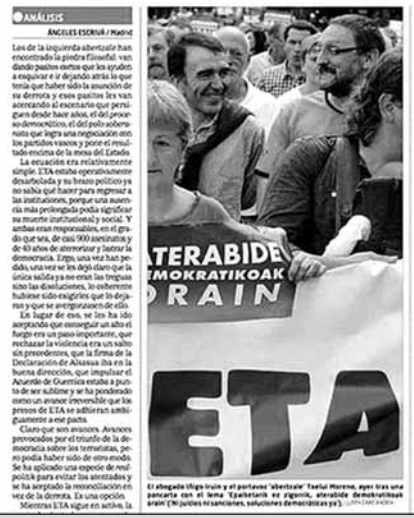 ANÁLISIS
ÁNGELES ESCRIVÁ / Madrid
Los de la izquierda abertzale han
encontrado la piedra filosofal: van
dando pasitos cortos que les ayuden
a esquivar e ir dejando atrás lo que
tenía que haber sido la asunción de
su derrota y esos pasitos les van
acercando al escenario que persi-
guen desde hace años, el del proce-
so democrático, el del polo sobera-
nista que logra una negociación con
los partidos vascos y pone el resul-
tado encima de la mesa del Estado.
La ecuación era relativamente
simple. ETA estaba operativamente
desarbolada y su brazo político ya
no sabía qué hacer para regresar a
las instituciones, porque una ausen-
cia más prolongada podía significar
su muerte institucional y social. Y
ambas eran responsables, en el gra-
do que sea, de casi 900 asesinatos y
de 40 años de aterrorizar y lastrar la
democracia. Ergo, una vez han pe-
dido, una vez se les dejó claro que la
única salida ya no eran las treguas
sino las disoluciones, lo coherente
hubiese sido exigirles que lo deja-
ran y que se avergonzasen de ello.
En lugar de eso, se les ha ido
aceptando que conseguir un alto el
fuego era un paso importante, que
rechazar la violencia era un salto
sin precedentes, que la firma de la
Declaración de Alsasua iba en la
buena dirección, que impulsar el
Acuerdo de Guernica estaba a pun-
to de ser sublime y se ha ponderado
como un avance irreversible que los
presos de ETA se adhieran ambi-
guamente a ese pacto.
Claro que son avances. Avances
provocados por el triunfo de la de-
mocracia sobre los terroristas, pe-
ro podía haber sido de otro modo.
Se ha aplicado una especie de real-
politik para evitar los atentados y
se ha aceptado la reconciliación en
vez de la derrota. Es una opción.
Mientras ETA sigue en activo, la
ATERABIDE
EMOKRATIKOAK
ORAIN
ETA
El abogado Iñigo Iruin y el portavoz 'abertzale' Txelui Moreno, ayer tras una
pancarta con el lema 'Epaiketarik ez zigorrik, aterabide demokratikoak
orain' ('Ni juicios ni sanciones, soluciones democráticas ya').